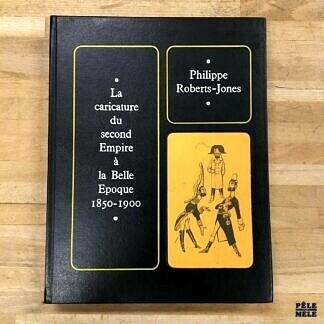 La
caricature
du
second
Empire
à
la Belle
Epoque
1850-1900
Philippe
Roberts-Jones
PÊLE
MÊLE